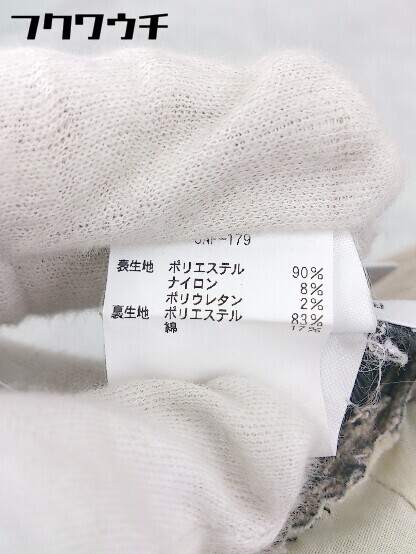 フクワウチ
-179
表生地 ポリエステル 90%
ナイロン 8%
ポリウレタン 2%
裏生地 ポリエステル 83%
綿 17%